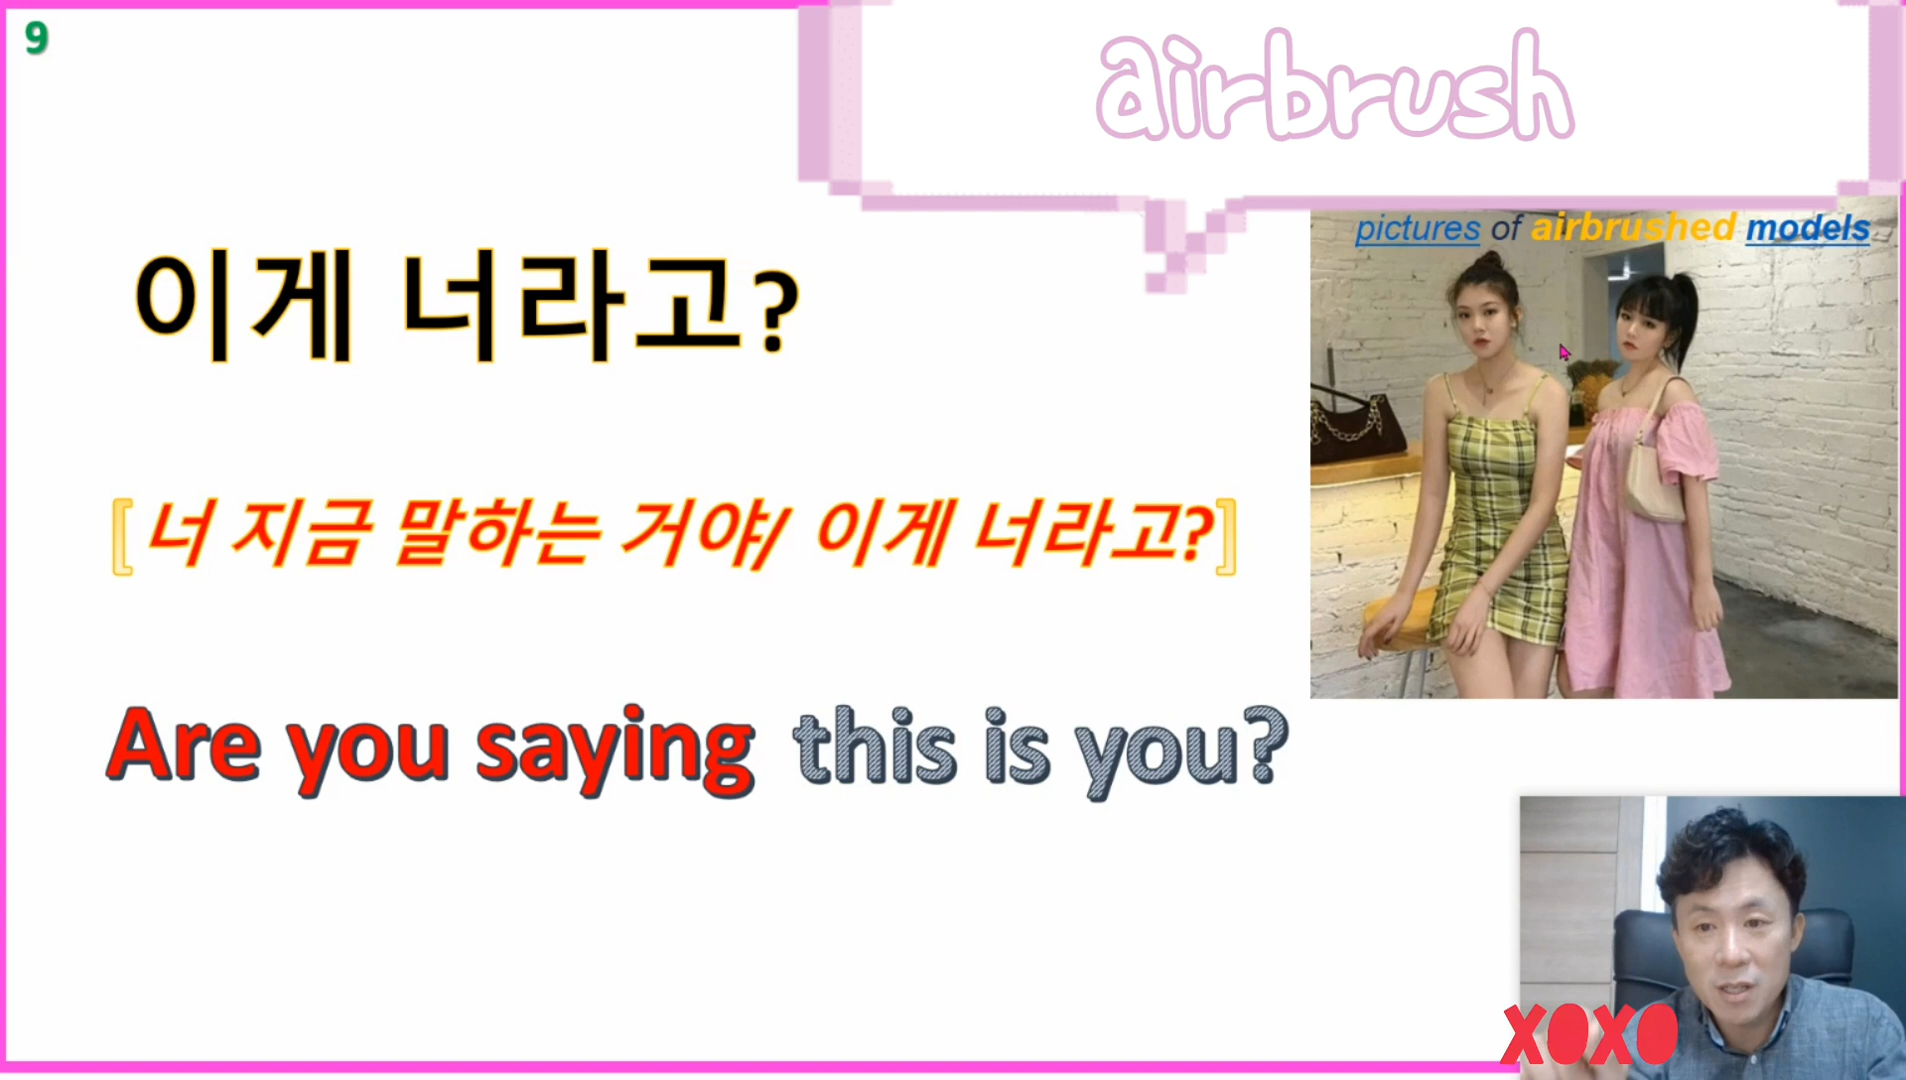 9
airbrush
pictures of airbrushed models
이게 너라고?
[너 지금 말하는 거야/ 이게 너라고?]
Are you saying this is you?
XOXO